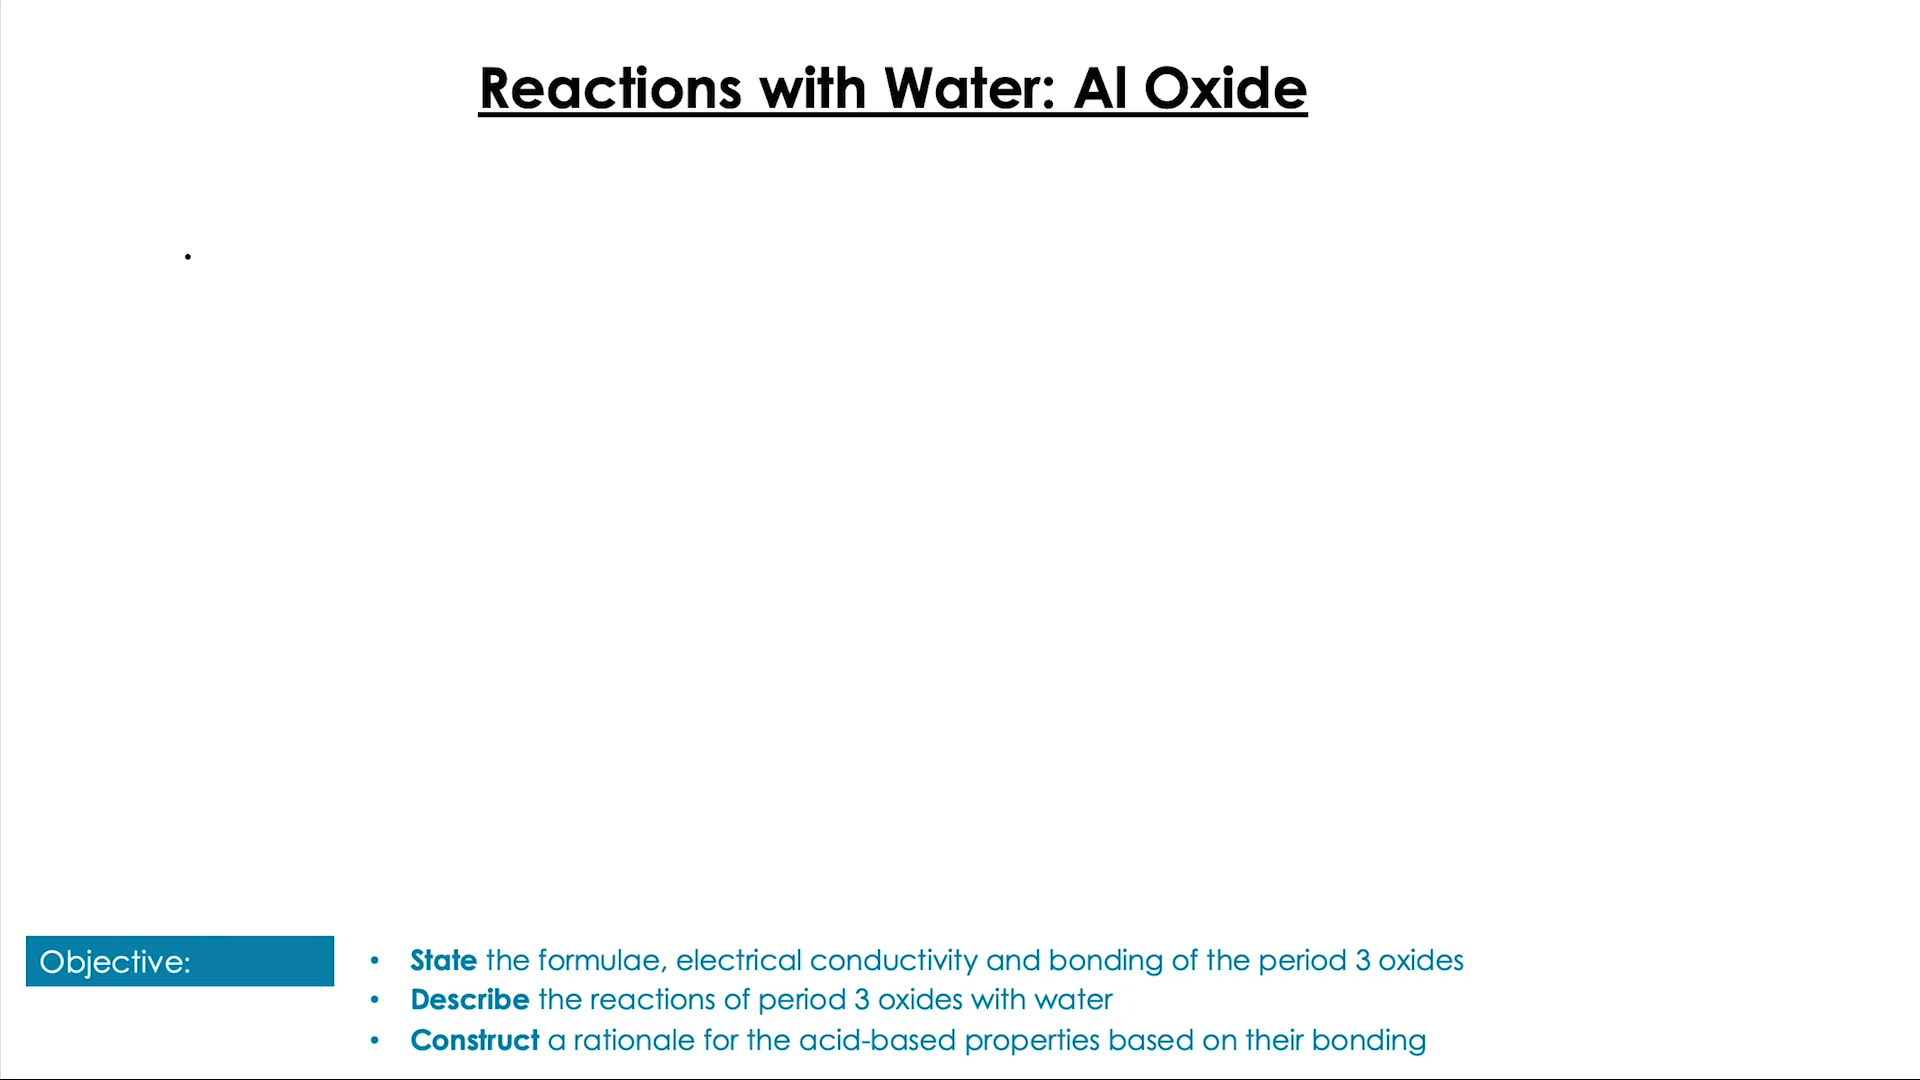 Reactions with Water: Al Oxide
•
Objective:
• State the formulae, electrical conductivity and bonding of the period 3 oxides
• Describe the reactions of period 3 oxides with water
• Construct a rationale for the acid-based properties based on their bonding